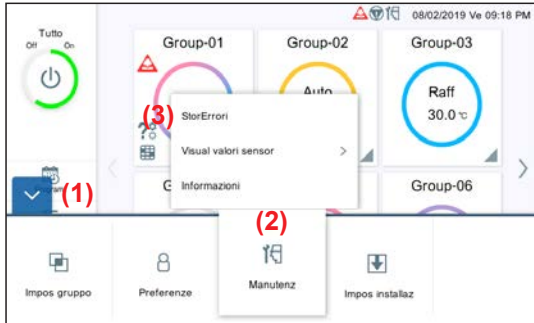 08/02/2019 Ve 09:18 PM
Tutto
Off On
Group-01
Group-02
Group-03
Auto
Raff
30.0 °C
(3)
StorErrori
Visual valori sensor >
Informazioni
(1)
Group-06
(2)
Impos gruppo
Preferenze
Manutenz
Impos installaz